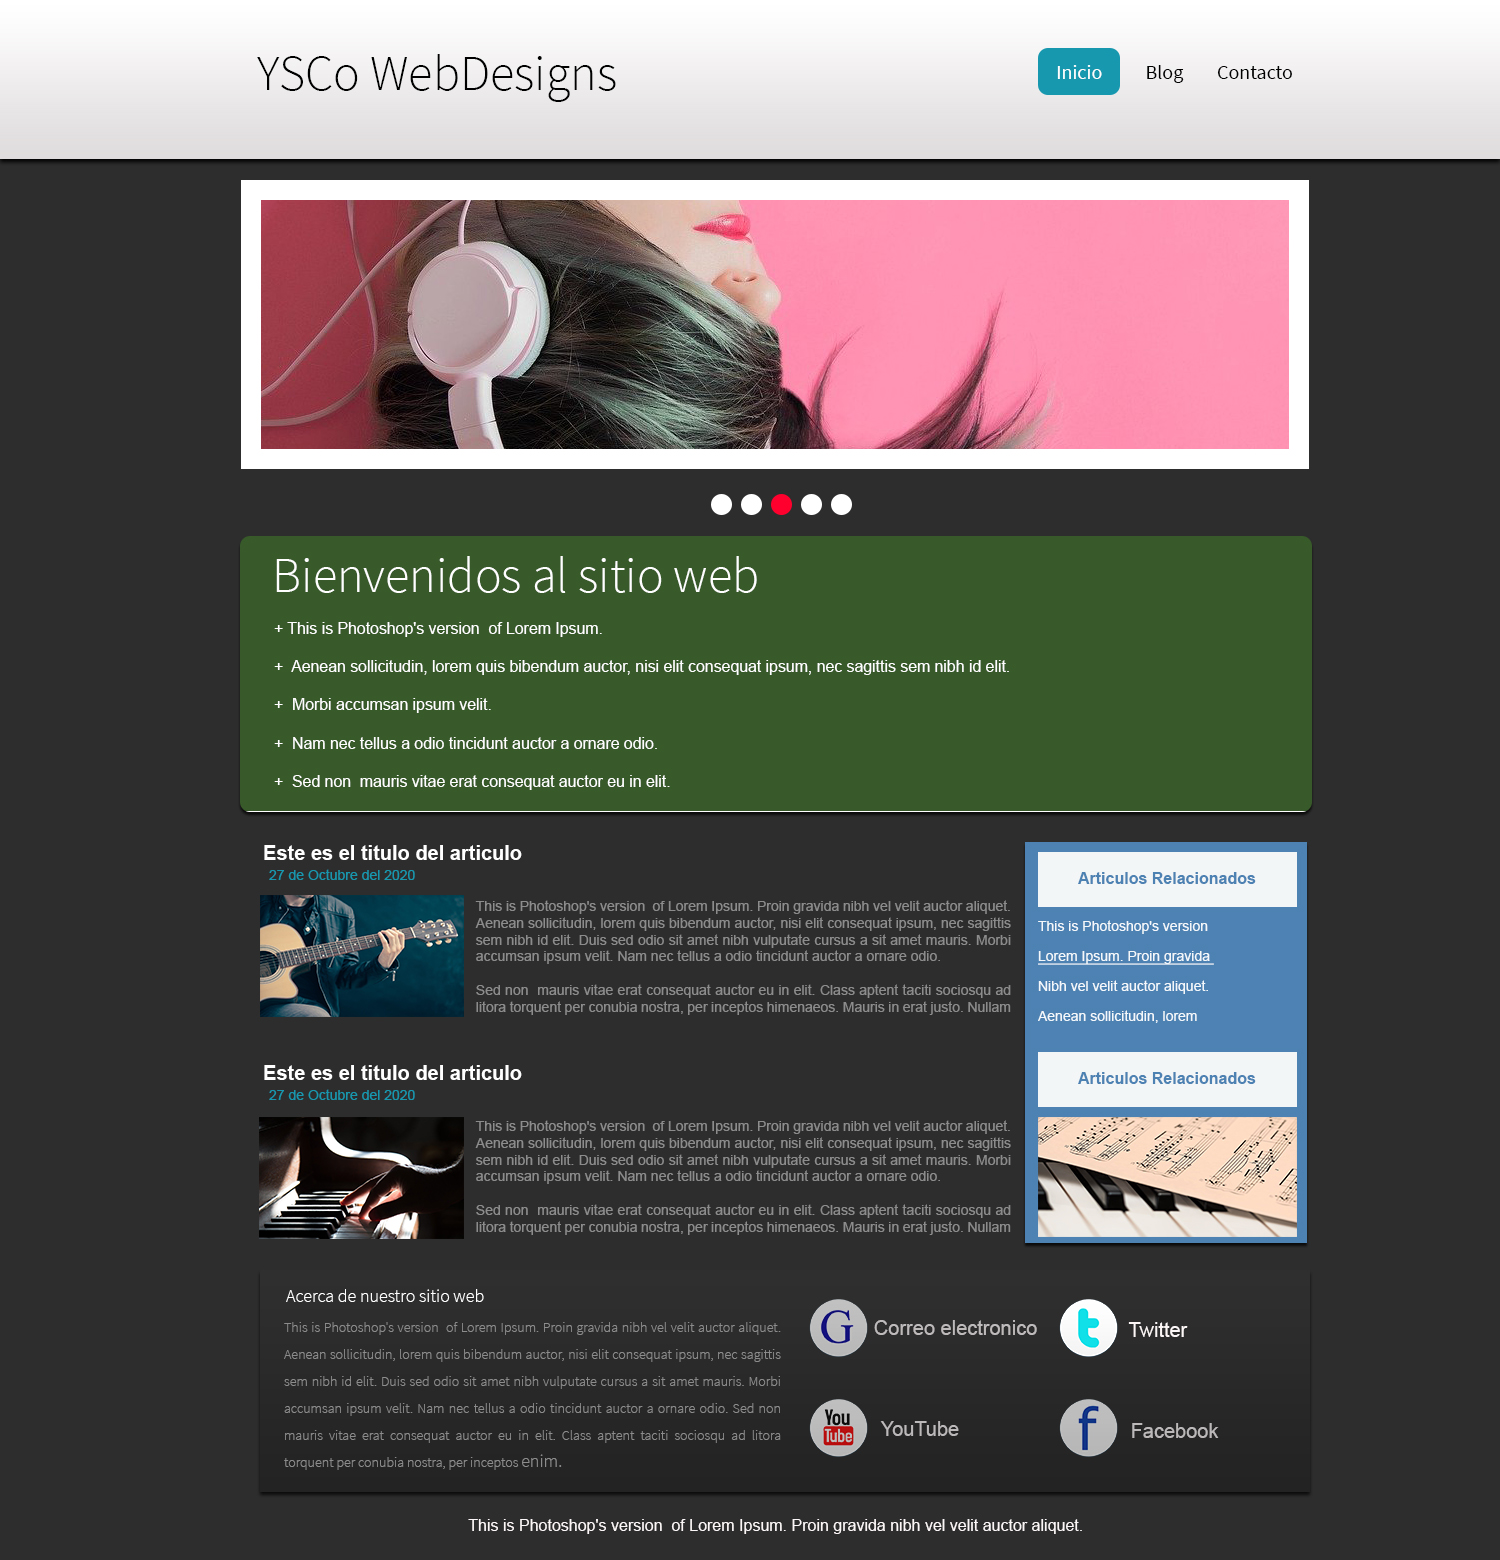 YSCo WebDesigns
Inicio
Blog
Contacto
Bienvenidos al sitio web
+ This is Photoshop's version  of Lorem Ipsum.
+  Aenean sollicitudin, lorem quis bibendum auctor, nisi elit consequat ipsum, nec sagittis sem nibh id elit.
+  Morbi accumsan ipsum velit.
+  Nam nec tellus a odio tincidunt auctor a ornare odio.
+  Sed non  mauris vitae erat consequat auctor eu in elit.
Este es el titulo del articulo
27 de Octubre del 2020
This is Photoshop's version  of Lorem Ipsum. Proin gravida nibh vel velit auctor aliquet.
Aenean sollicitudin, lorem quis bibendum auctor, nisi elit consequat ipsum, nec sagittis
sem nibh id elit. Duis sed odio sit amet nibh vulputate cursus a sit amet mauris. Morbi
accumsan ipsum velit. Nam nec tellus a odio tincidunt auctor a ornare odio.
Sed non  mauris vitae erat consequat auctor eu in elit. Class aptent taciti sociosqu ad
litora torquent per conubia nostra, per inceptos himenaeos. Mauris in erat justo. Nullam
Este es el titulo del articulo
27 de Octubre del 2020
This is Photoshop's version  of Lorem Ipsum. Proin gravida nibh vel velit auctor aliquet.
Aenean sollicitudin, lorem quis bibendum auctor, nisi elit consequat ipsum, nec sagittis
sem nibh id elit. Duis sed odio sit amet nibh vulputate cursus a sit amet mauris. Morbi
accumsan ipsum velit. Nam nec tellus a odio tincidunt auctor a ornare odio.
Sed non  mauris vitae erat consequat auctor eu in elit. Class aptent taciti sociosqu ad
litora torquent per conubia nostra, per inceptos himenaeos. Mauris in erat justo. Nullam
Articulos Relacionados
This is Photoshop's version
Lorem Ipsum. Proin gravida
Nibh vel velit auctor aliquet.
Aenean sollicitudin, lorem
Articulos Relacionados
Acerca de nuestro sitio web
This is Photoshop's version  of Lorem Ipsum. Proin gravida nibh vel velit auctor aliquet.
Aenean sollicitudin, lorem quis bibendum auctor, nisi elit consequat ipsum, nec sagittis
sem nibh id elit. Duis sed odio sit amet nibh vulputate cursus a sit amet mauris. Morbi
accumsan ipsum velit. Nam nec tellus a odio tincidunt auctor a ornare odio. Sed non
mauris vitae erat consequat auctor eu in elit. Class aptent taciti sociosqu ad litora
torquent per conubia nostra, per inceptos enim.
G
Correo electronico
t
Twitter
You
Tube
YouTube
f
Facebook
This is Photoshop's version  of Lorem Ipsum. Proin gravida nibh vel velit auctor aliquet.